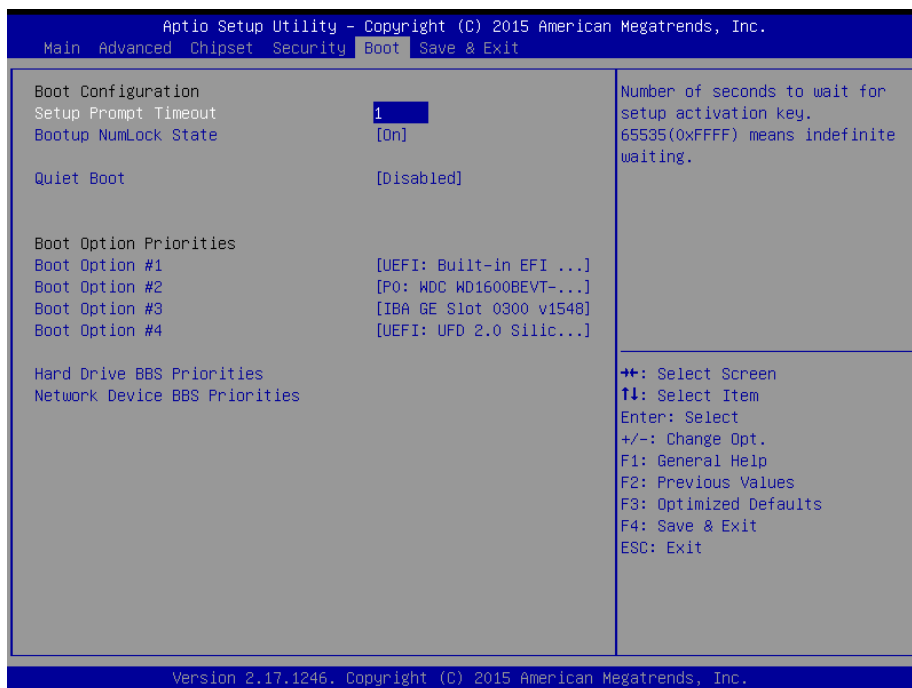 Aptio Setup Utility – Copyright (C) 2015 American Megatrends, Inc.
Main Advanced Chipset Security Boot Save & Exit
Boot Configuration
Setup Prompt Timeout 1
Bootup NumLock State [On]
Quiet Boot [Disabled]
Boot Option Priorities
Boot Option #1 [UEFI: Built-in EFI ...]
Boot Option #2 [P0: WDC WD1600BEVT-...]
Boot Option #3 [IBA GE Slot 0300 v1548]
Boot Option #4 [UEFI: UFD 2.0 Silic...]
Hard Drive BBS Priorities
Network Device BBS Priorities
Number of seconds to wait for
setup activation key.
65535(0xFFFF) means indefinite
waiting.
→←: Select Screen
↑↓: Select Item
Enter: Select
+/-: Change Opt.
F1: General Help
F2: Previous Values
F3: Optimized Defaults
F4: Save & Exit
ESC: Exit
Version 2.17.1246. Copyright (C) 2015 American Megatrends, Inc.